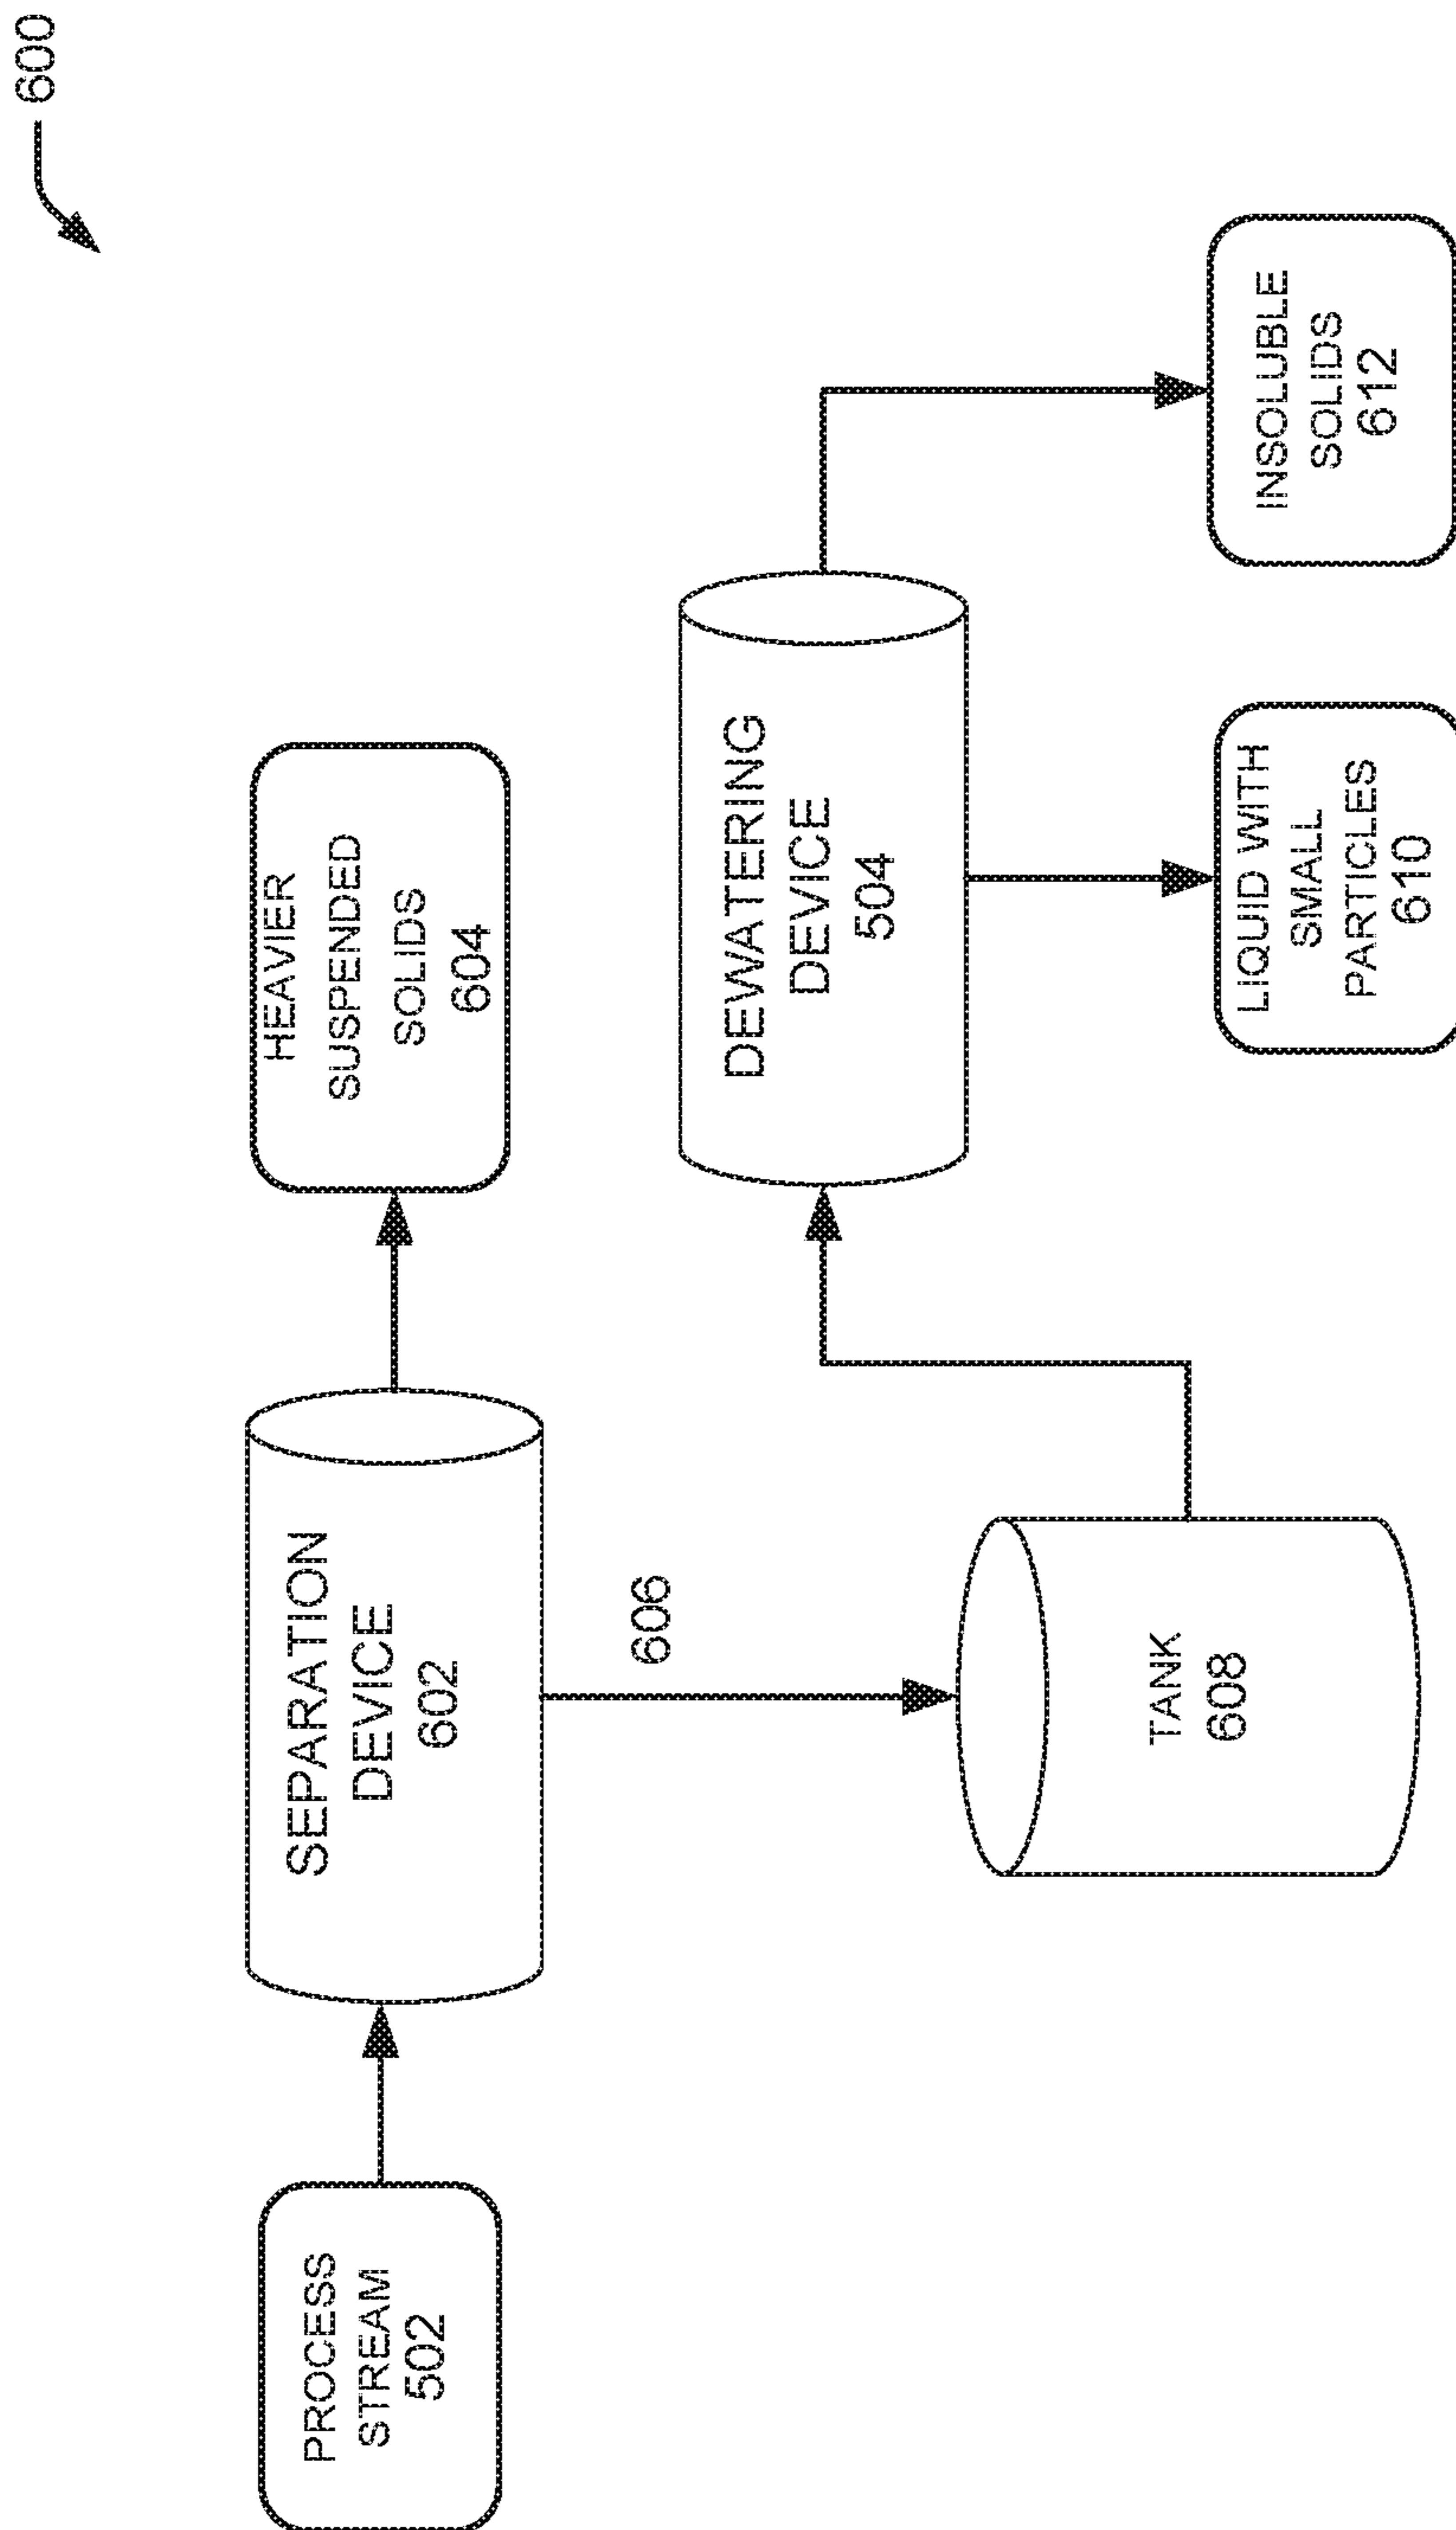 600
PROCESS
STREAM
502
SEPARATION
DEVICE
602
HEAVIER
SUSPENDED
SOLIDS
604
606
TANK
608
DEWATERING
DEVICE
504
LIQUID WITH
SMALL
PARTICLES
610
INSOLUBLE
SOLIDS
612